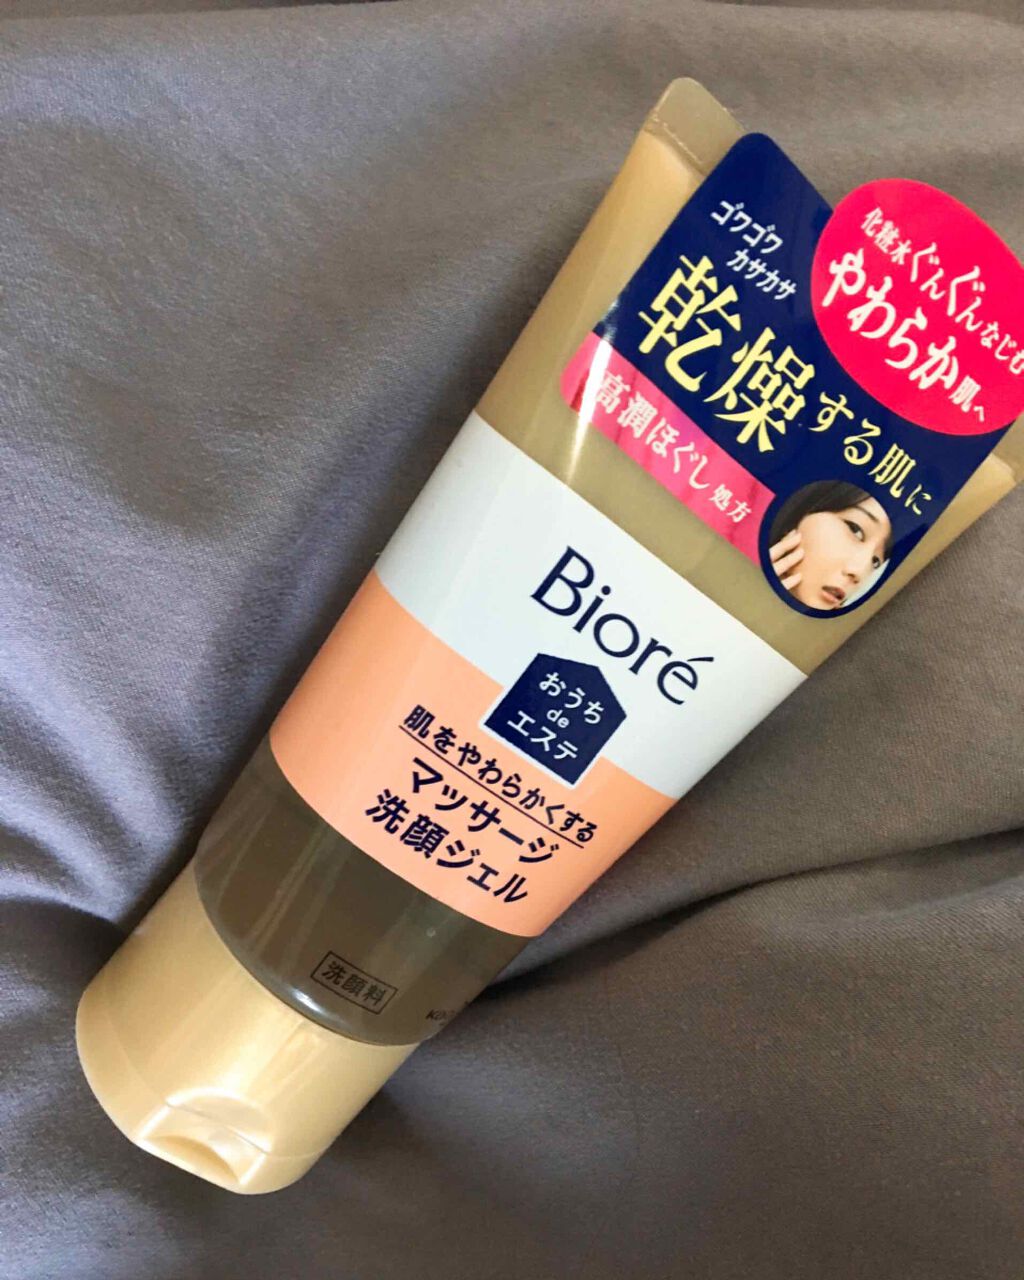 化粧水ぐんぐんなじむ
やわらか肌へ
ゴワゴワ
カサカサ
乾燥する肌に
高潤ほぐし処方
Bioré
おうち
de
エステ
肌をやわらかくする
マッサージ
洗顔ジェル
洗顔料